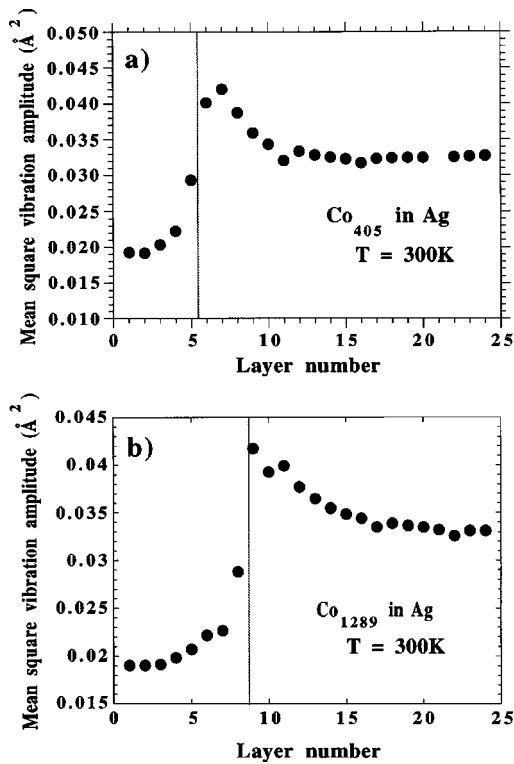 0.050
a)
0.045
0.040
0.035
0.030
0.025
0.020
0.015
0.010
Mean square vibration amplitude (Å²)
Co₄₀₅ in Ag
T = 300K
0 5 10 15 20 25
Layer number
0.045
b)
0.04
0.035
0.03
0.025
0.02
0.015
Mean square vibration amplitude (Å²)
Co₁₂₈₉ in Ag
T = 300K
0 5 10 15 20 25
Layer number